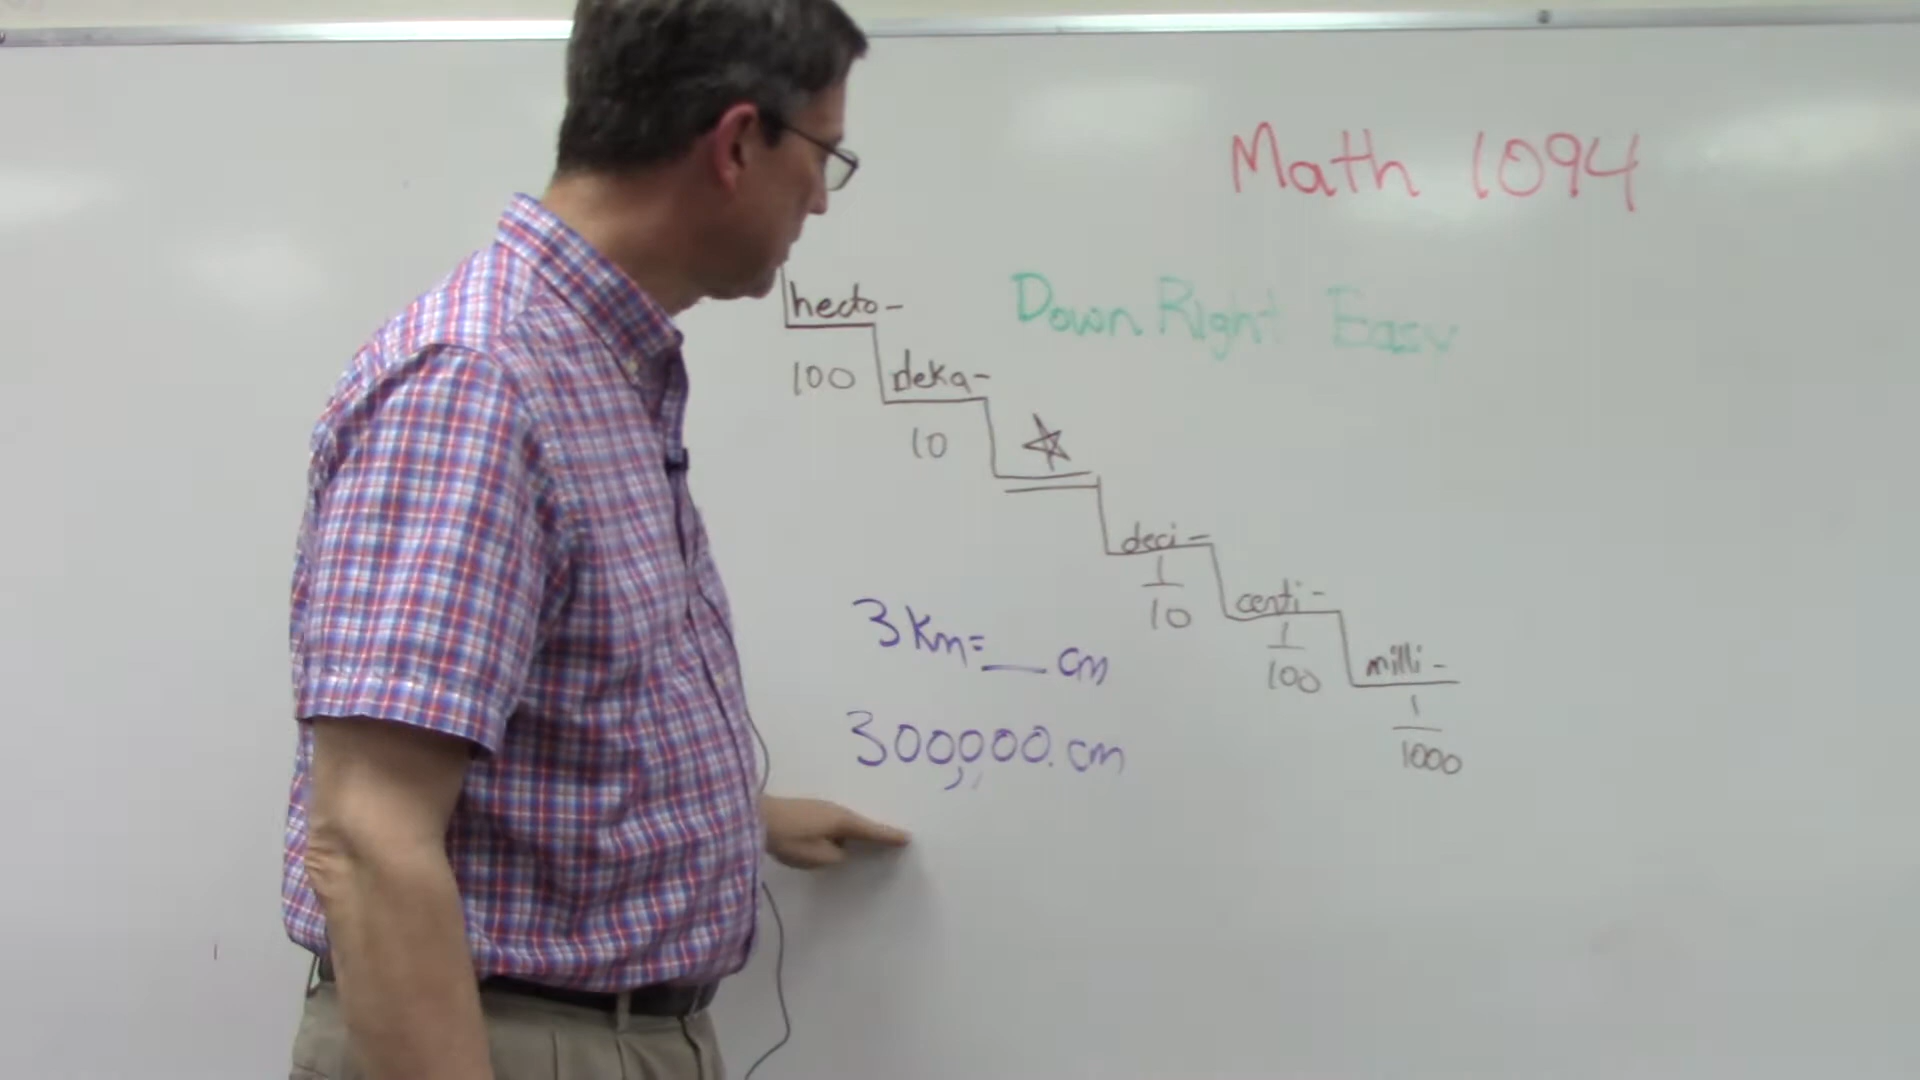 Math 1094
Down Right Easy
hecto-
100
deka-
10
deci-
1
10
centi-
1
100
milli-
1
1000
3 Km=___ cm
300,000. cm